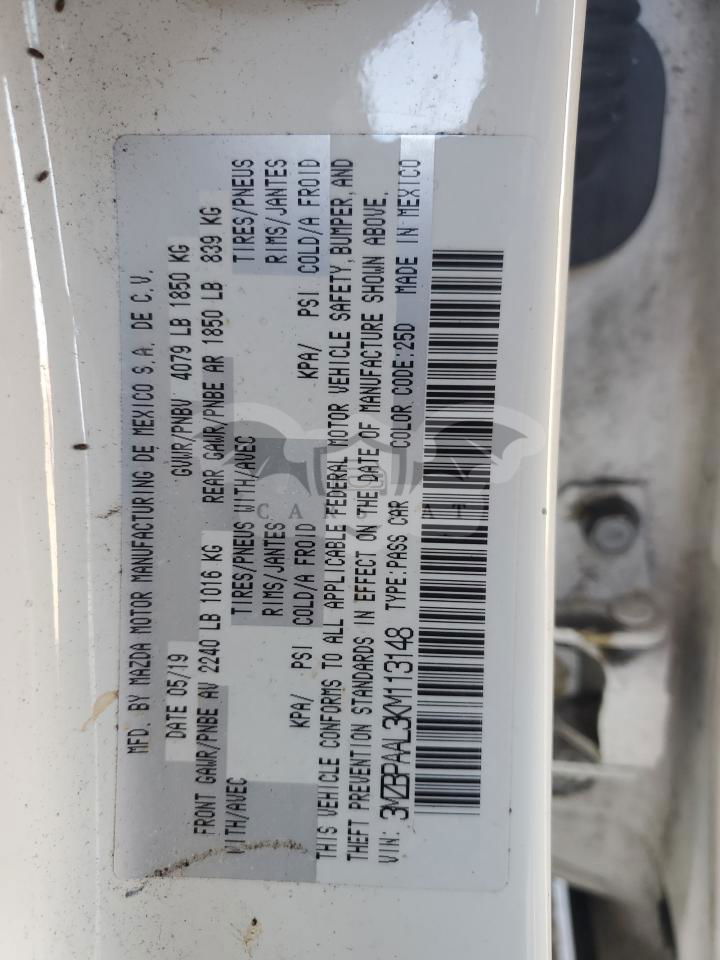 MFD. BY MAZDA MOTOR MANUFACTURING DE MEXICO S.A. DE C.V.
DATE 05/19 GVWR/PNBV 4079 LB 1850 KG
FRONT GAWR/PNBE AV 2240 LB 1016 KG REAR GAWR/PNBE AR 1850 LB 839 KG
WITH/AVEC TIRES/PNEUS WITH/AVEC TIRES/PNEUS
RIMS/JANTES RIMS/JANTES
KPA/ PSI COLD/A FROID KPA/ PSI COLD/A FROID
THIS VEHICLE CONFORMS TO ALL APPLICABLE FEDERAL MOTOR VEHICLE SAFETY, BUMPER, AND
THEFT PREVENTION STANDARDS IN EFFECT ON THE DATE OF MANUFACTURE SHOWN ABOVE.
VIN: 3MZBPAAL3KM113148 TYPE:PASS CAR COLOR CODE:25D MADE IN MEXICO